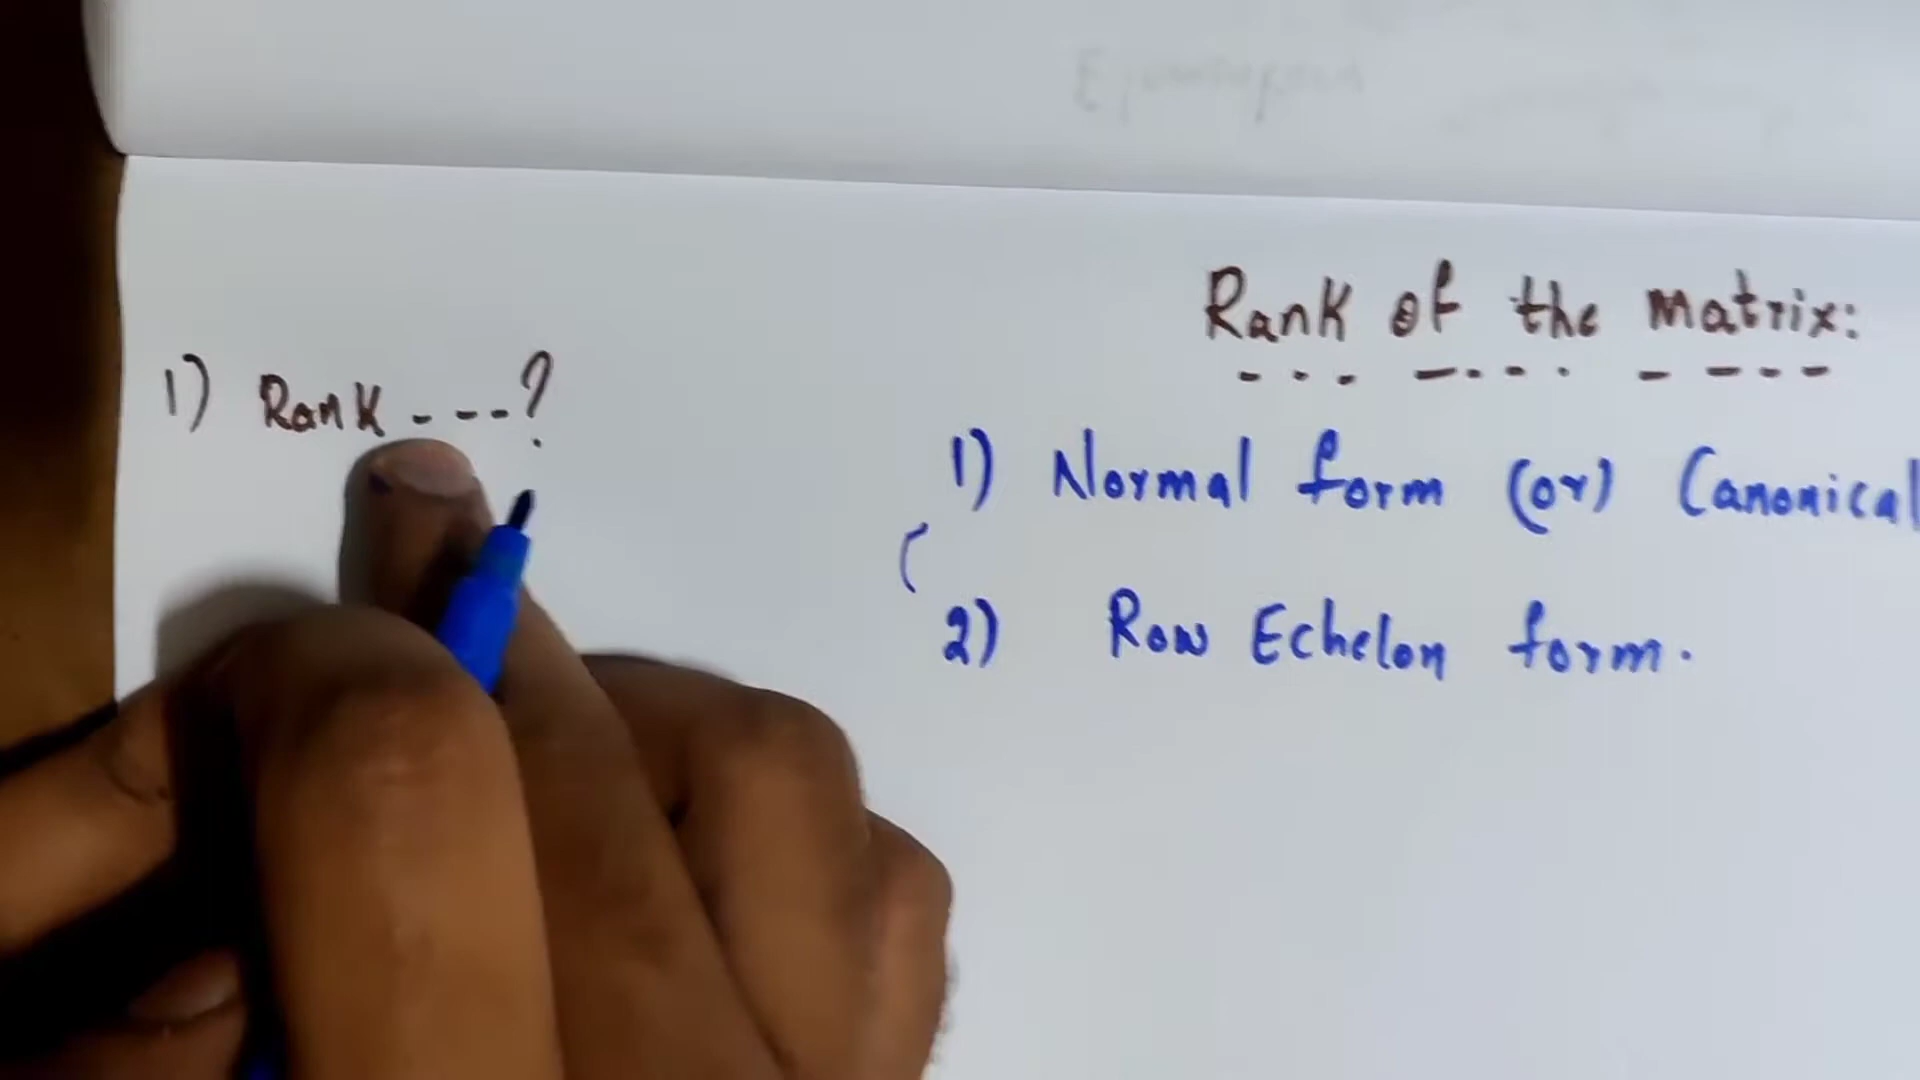 Rank of the Matrix:
1) Rank - - - ?
1) Normal form (or) Canonical
2) Row Echelon form.